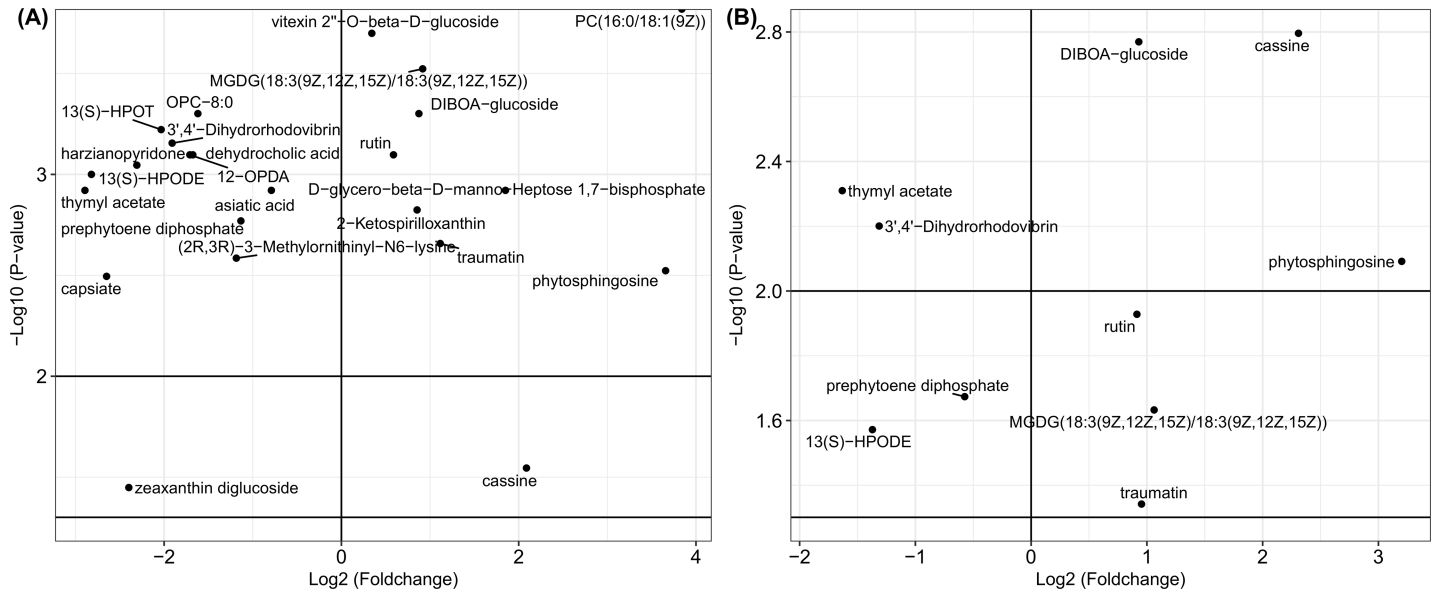 (A)
vitexin 2"−O−beta−D−glucoside
PC(16:0/18:1(9Z))
MGDG(18:3(9Z,12Z,15Z)/18:3(9Z,12Z,15Z))
OPC−8:0
DIBOA−glucoside
13(S)−HPOT
3',4'−Dihydrorhodovibrin
rutin
harzianopyridone
dehydrocholic acid
3
13(S)−HPODE
12−OPDA
D−glycero−beta−D−manno−Heptose 1,7−bisphosphate
thymyl acetate
asiatic acid
2−Ketospirilloxanthin
prephytoene diphosphate
(2R,3R)−3−Methylornithinyl−N6−lysine
traumatin
phytosphingosine
capsiate
2
cassine
zeaxanthin diglucoside
−2
0
2
4
Log2 (Foldchange)
−Log10 (P−value)
(B)
2.8
cassine
DIBOA−glucoside
2.4
thymyl acetate
3',4'−Dihydrorhodovibrin
phytosphingosine
2.0
rutin
prephytoene diphosphate
MGDG(18:3(9Z,12Z,15Z)/18:3(9Z,12Z,15Z))
1.6
13(S)−HPODE
traumatin
−2
−1
0
1
2
3
Log2 (Foldchange)
−Log10 (P−value)